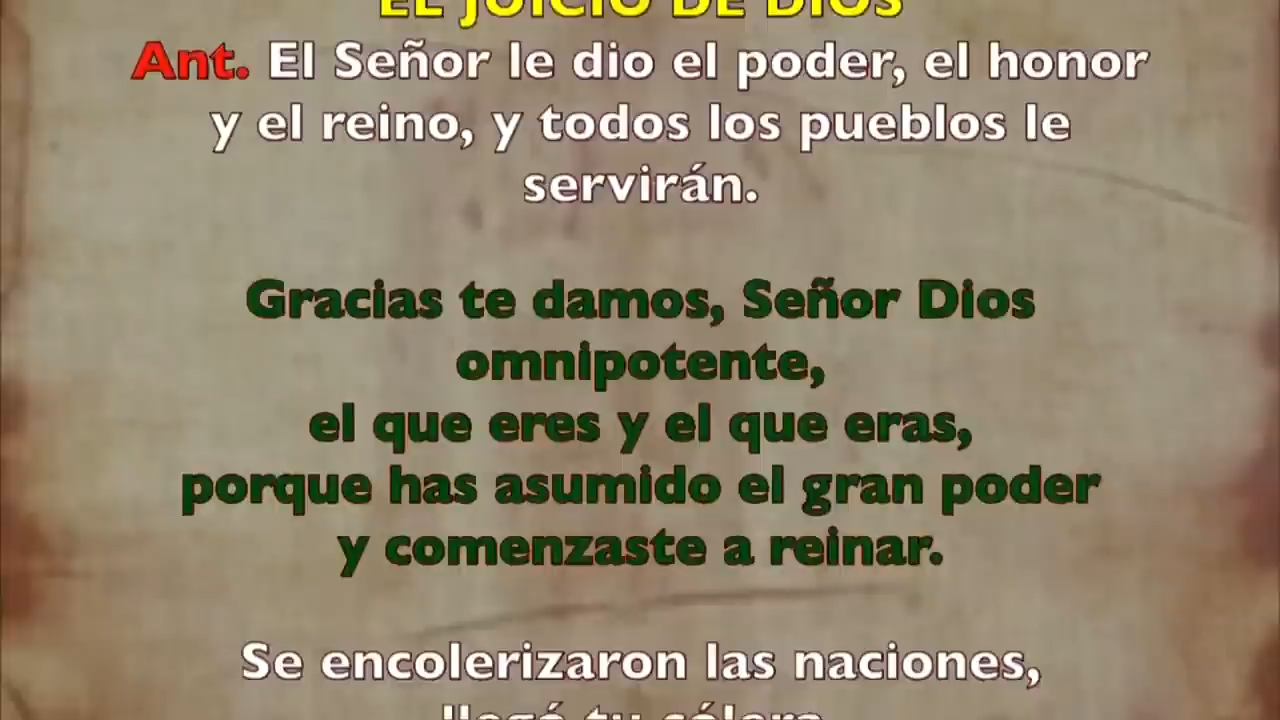 EL JUICIO DE DIOS
Ant. El Señor le dio el poder, el honor
y el reino, y todos los pueblos le
servirán.
Gracias te damos, Señor Dios
omnipotente,
el que eres y el que eras,
porque has asumido el gran poder
y comenzaste a reinar.
Se encolerizaron las naciones,
llegó tu cólera